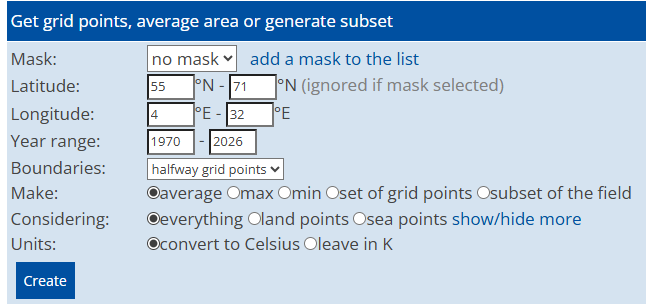 Get grid points, average area or generate subset
Mask: no mask add a mask to the list
Latitude: 55 °N - 71 °N (ignored if mask selected)
Longitude: 4 °E - 32 °E
Year range: 1970 - 2026
Boundaries: halfway grid points
Make: average max min set of grid points subset of the field
Considering: everything land points sea points show/hide more
Units: convert to Celsius leave in K
Create